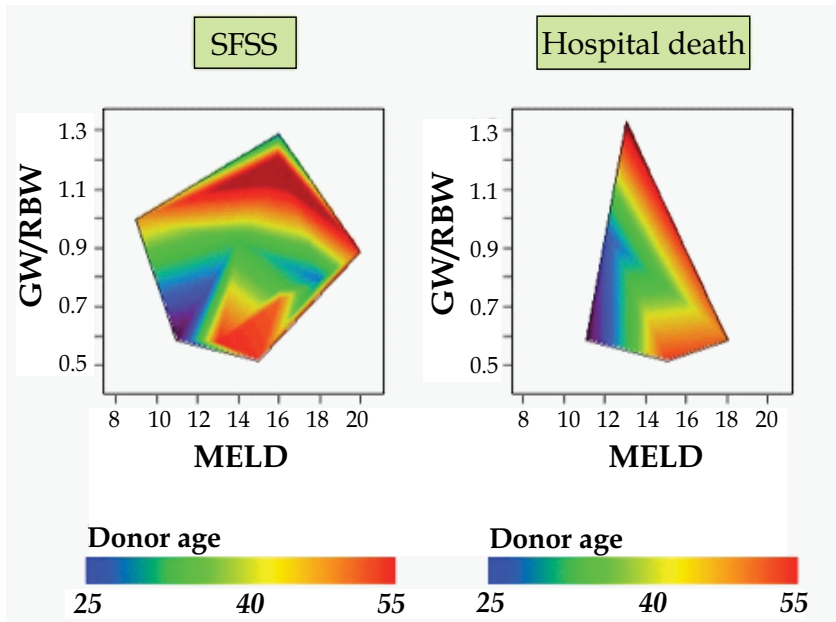 SFSS
Hospital death
GW/RBW
1.3
1.1
0.9
0.7
0.5
8 10 12 14 16 18 20
MELD
GW/RBW
1.3
1.1
0.9
0.7
0.5
8 10 12 14 16 18 20
MELD
Donor age
25 40 55
Donor age
25 40 55